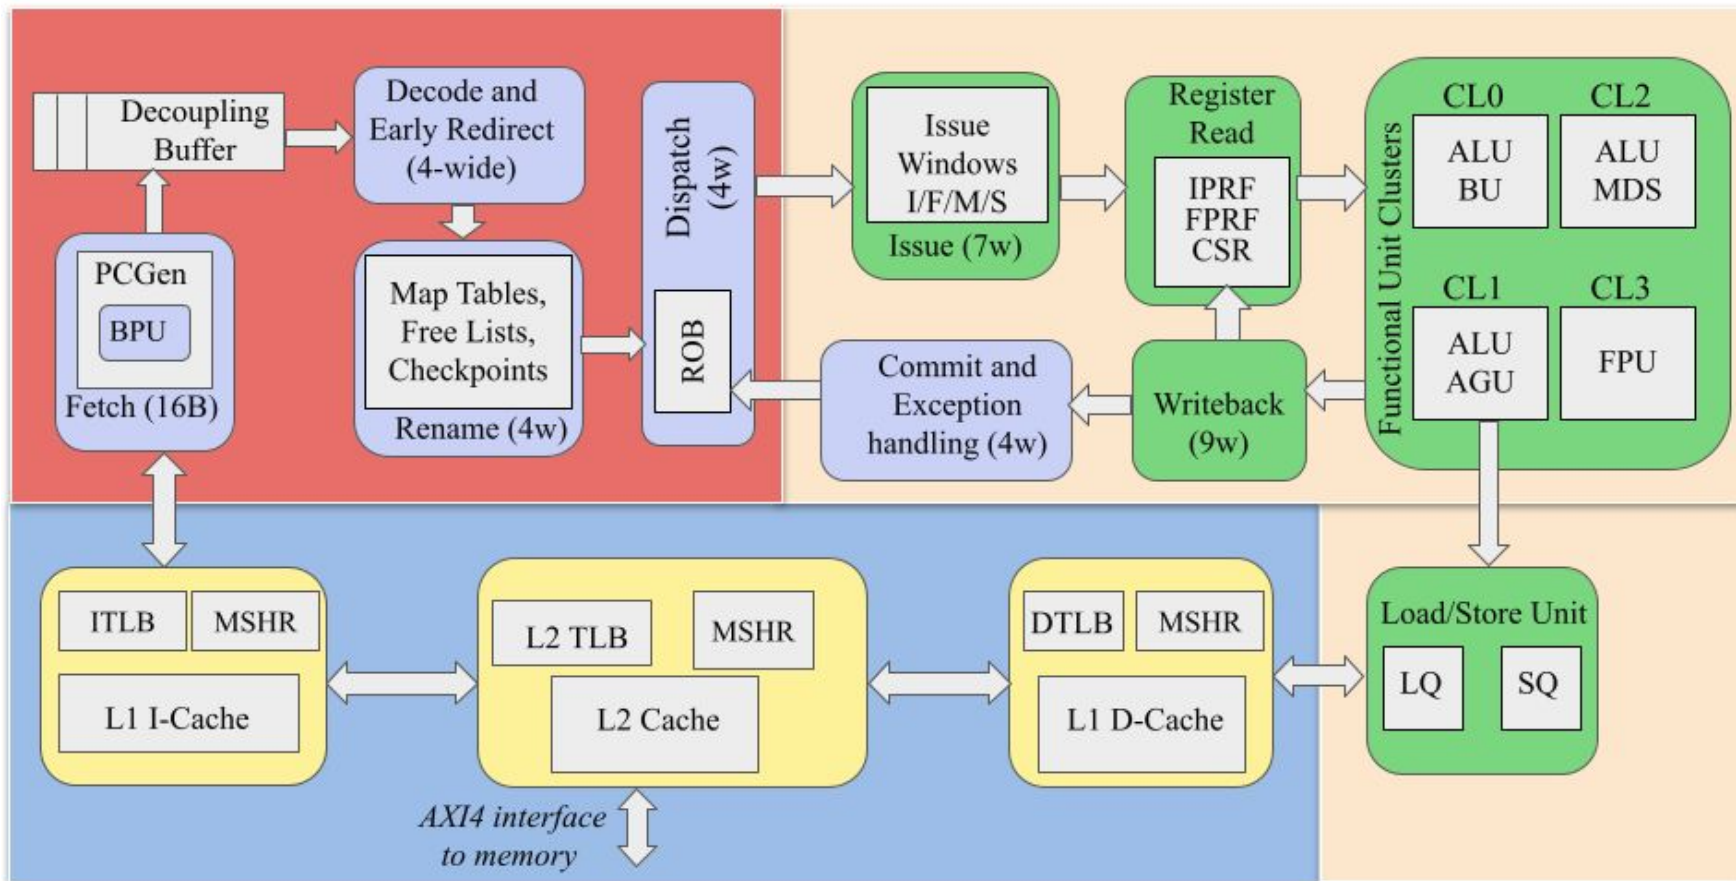 Decoupling
Buffer
Decode and
Early Redirect
(4-wide)
PCGen
BPU
Fetch (16B)
Map Tables,
Free Lists,
Checkpoints
Rename (4w)
Dispatch
(4w)
ROB
Issue
Windows
I/F/M/S
Issue (7w)
Register
Read
IPRF
FPRF
CSR
Commit and
Exception
handling (4w)
Writeback
(9w)
Functional Unit Clusters
CL0
ALU
BU
CL2
ALU
MDS
CL1
ALU
AGU
CL3
FPU
ITLB
MSHR
L1 I-Cache
L2 TLB
MSHR
L2 Cache
AXI4 interface
to memory
DTLB
MSHR
L1 D-Cache
Load/Store Unit
LQ
SQ